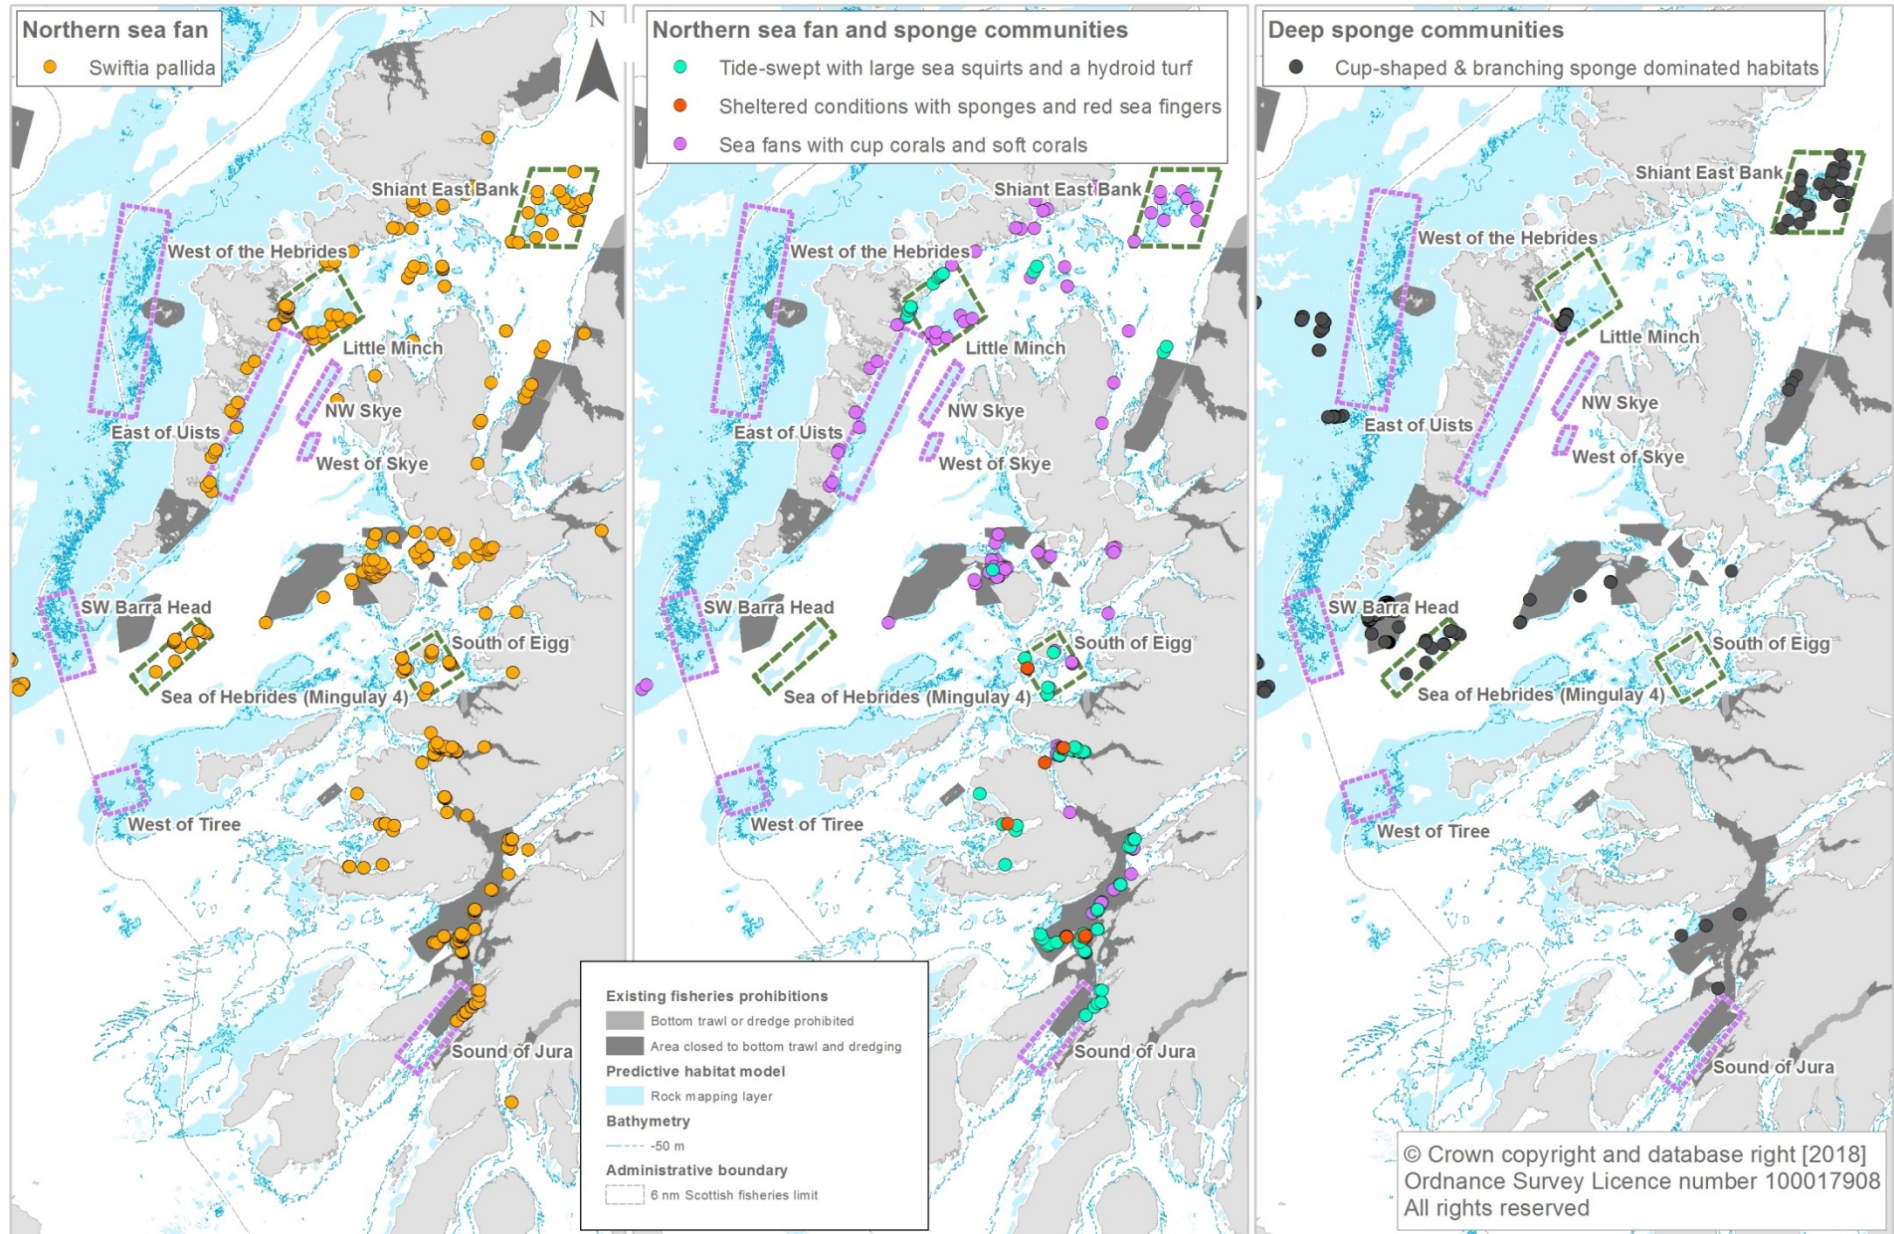 Northern sea fan
Swiftia pallida
N
Shiant East Bank
West of the Hebrides
Little Minch
NW Skye
East of Uists
West of Skye
SW Barra Head
South of Eigg
Sea of Hebrides (Mingulay 4)
West of Tiree
Sound of Jura
Northern sea fan and sponge communities
Tide-swept with large sea squirts and a hydroid turf
Sheltered conditions with sponges and red sea fingers
Sea fans with cup corals and soft corals
Shiant East Bank
West of the Hebrides
Little Minch
NW Skye
East of Uists
West of Skye
SW Barra Head
South of Eigg
Sea of Hebrides (Mingulay 4)
West of Tiree
Sound of Jura
Existing fisheries prohibitions
Bottom trawl or dredge prohibited
Area closed to bottom trawl and dredging
Predictive habitat model
Rock mapping layer
Bathymetry
-50 m
Administrative boundary
6 nm Scottish fisheries limit
Deep sponge communities
Cup-shaped & branching sponge dominated habitats
Shiant East Bank
West of the Hebrides
Little Minch
NW Skye
East of Uists
West of Skye
SW Barra Head
South of Eigg
Sea of Hebrides (Mingulay 4)
West of Tiree
Sound of Jura
© Crown copyright and database right [2018]
Ordnance Survey Licence number 100017908
All rights reserved